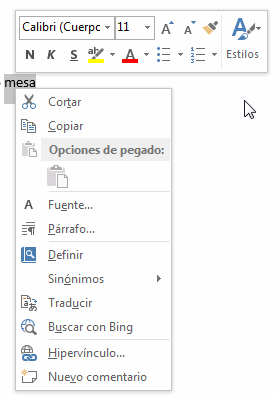 Calibri (Cuerpo 11
N K S aby A
Estilos
mesa
Cortar
Copiar
Opciones de pegado:
A Fuente...
Párrafo...
Definir
Sinónimos
Traducir
Buscar con Bing
Hipervínculo...
Nuevo comentario